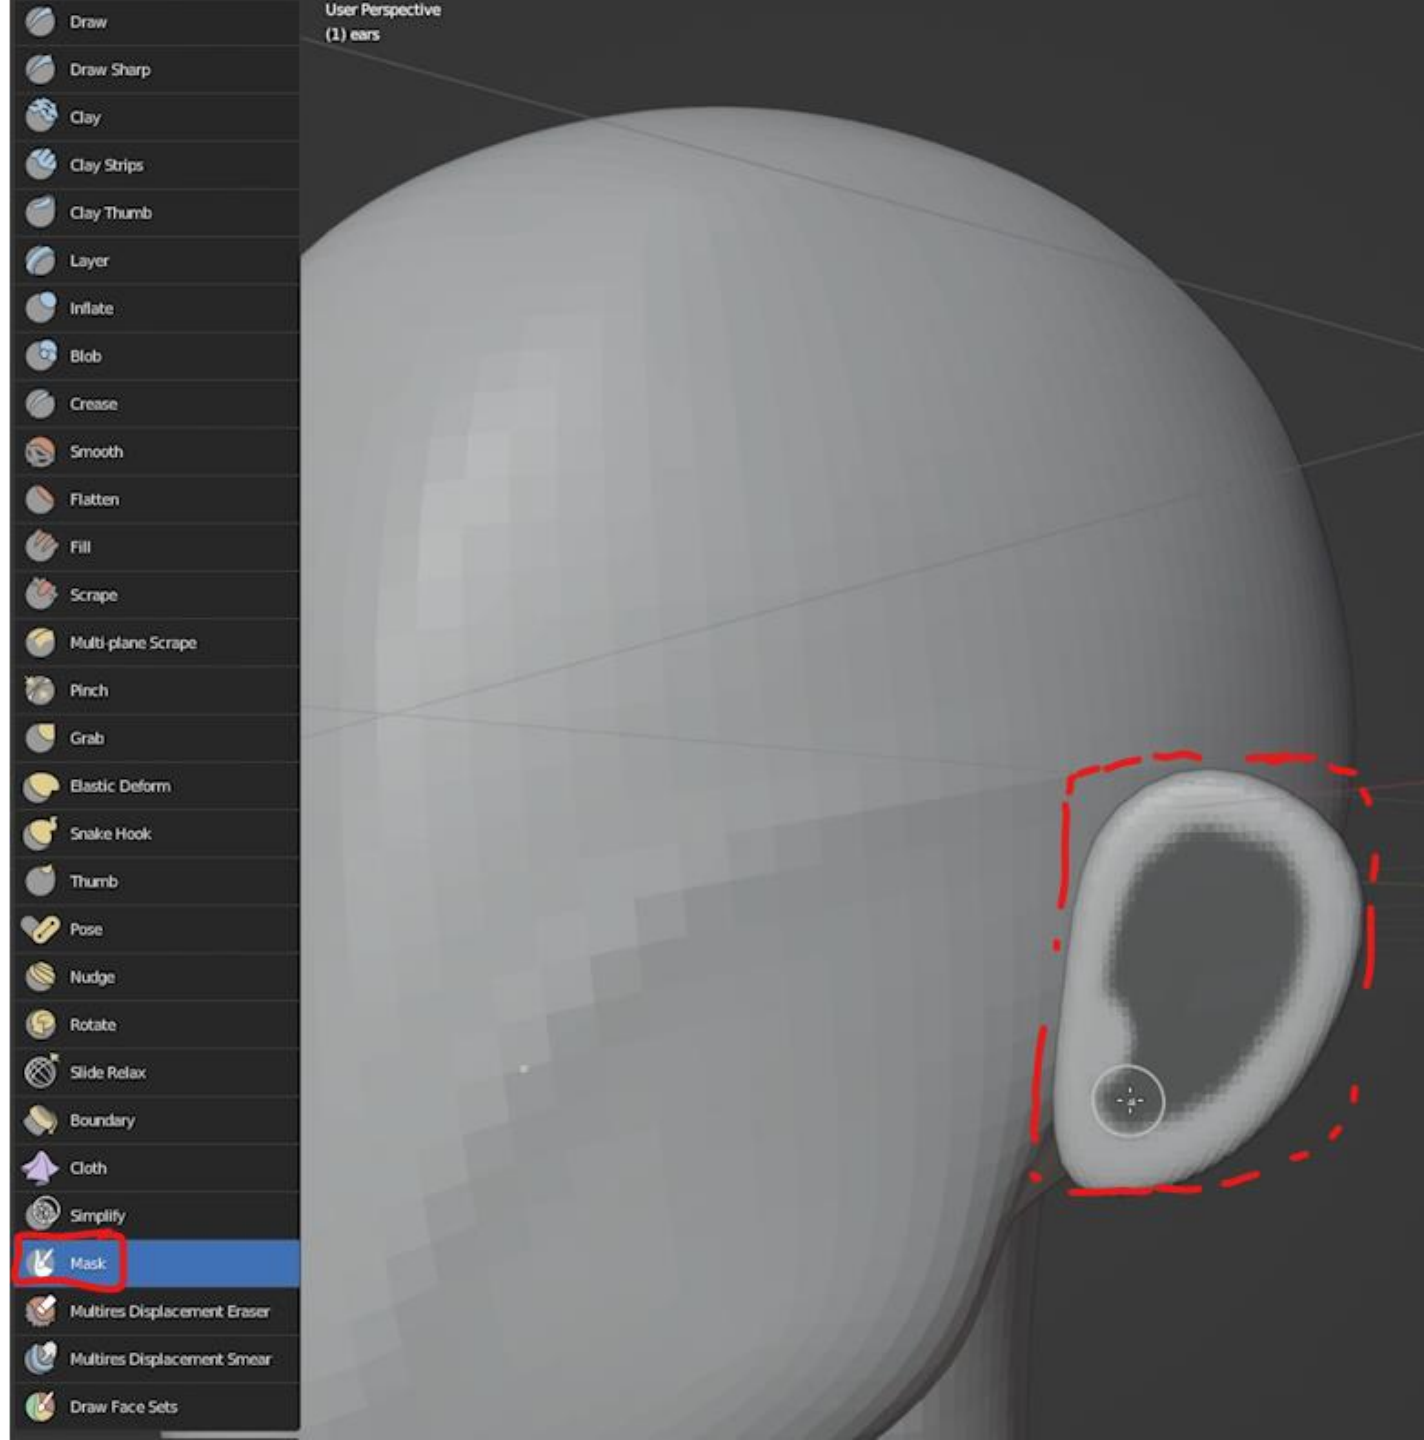 User Perspective
(1) ears
Draw
Draw Sharp
Clay
Clay Strips
Clay Thumb
Layer
Inflate
Blob
Crease
Smooth
Flatten
Fill
Scrape
Multi-plane Scrape
Pinch
Grab
Elastic Deform
Snake Hook
Thumb
Pose
Nudge
Rotate
Slide Relax
Boundary
Cloth
Simplify
Mask
Multires Displacement Eraser
Multires Displacement Smear
Draw Face Sets